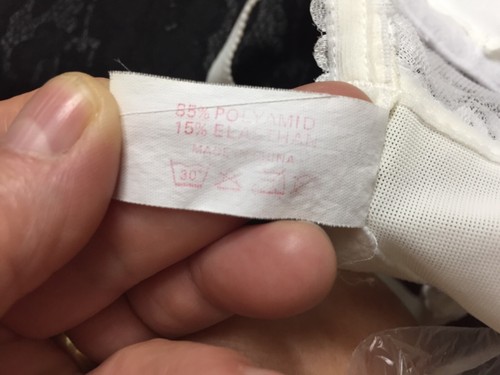 85% POLYAMID
15% ELASTHAN
MADE IN CHINA
30°